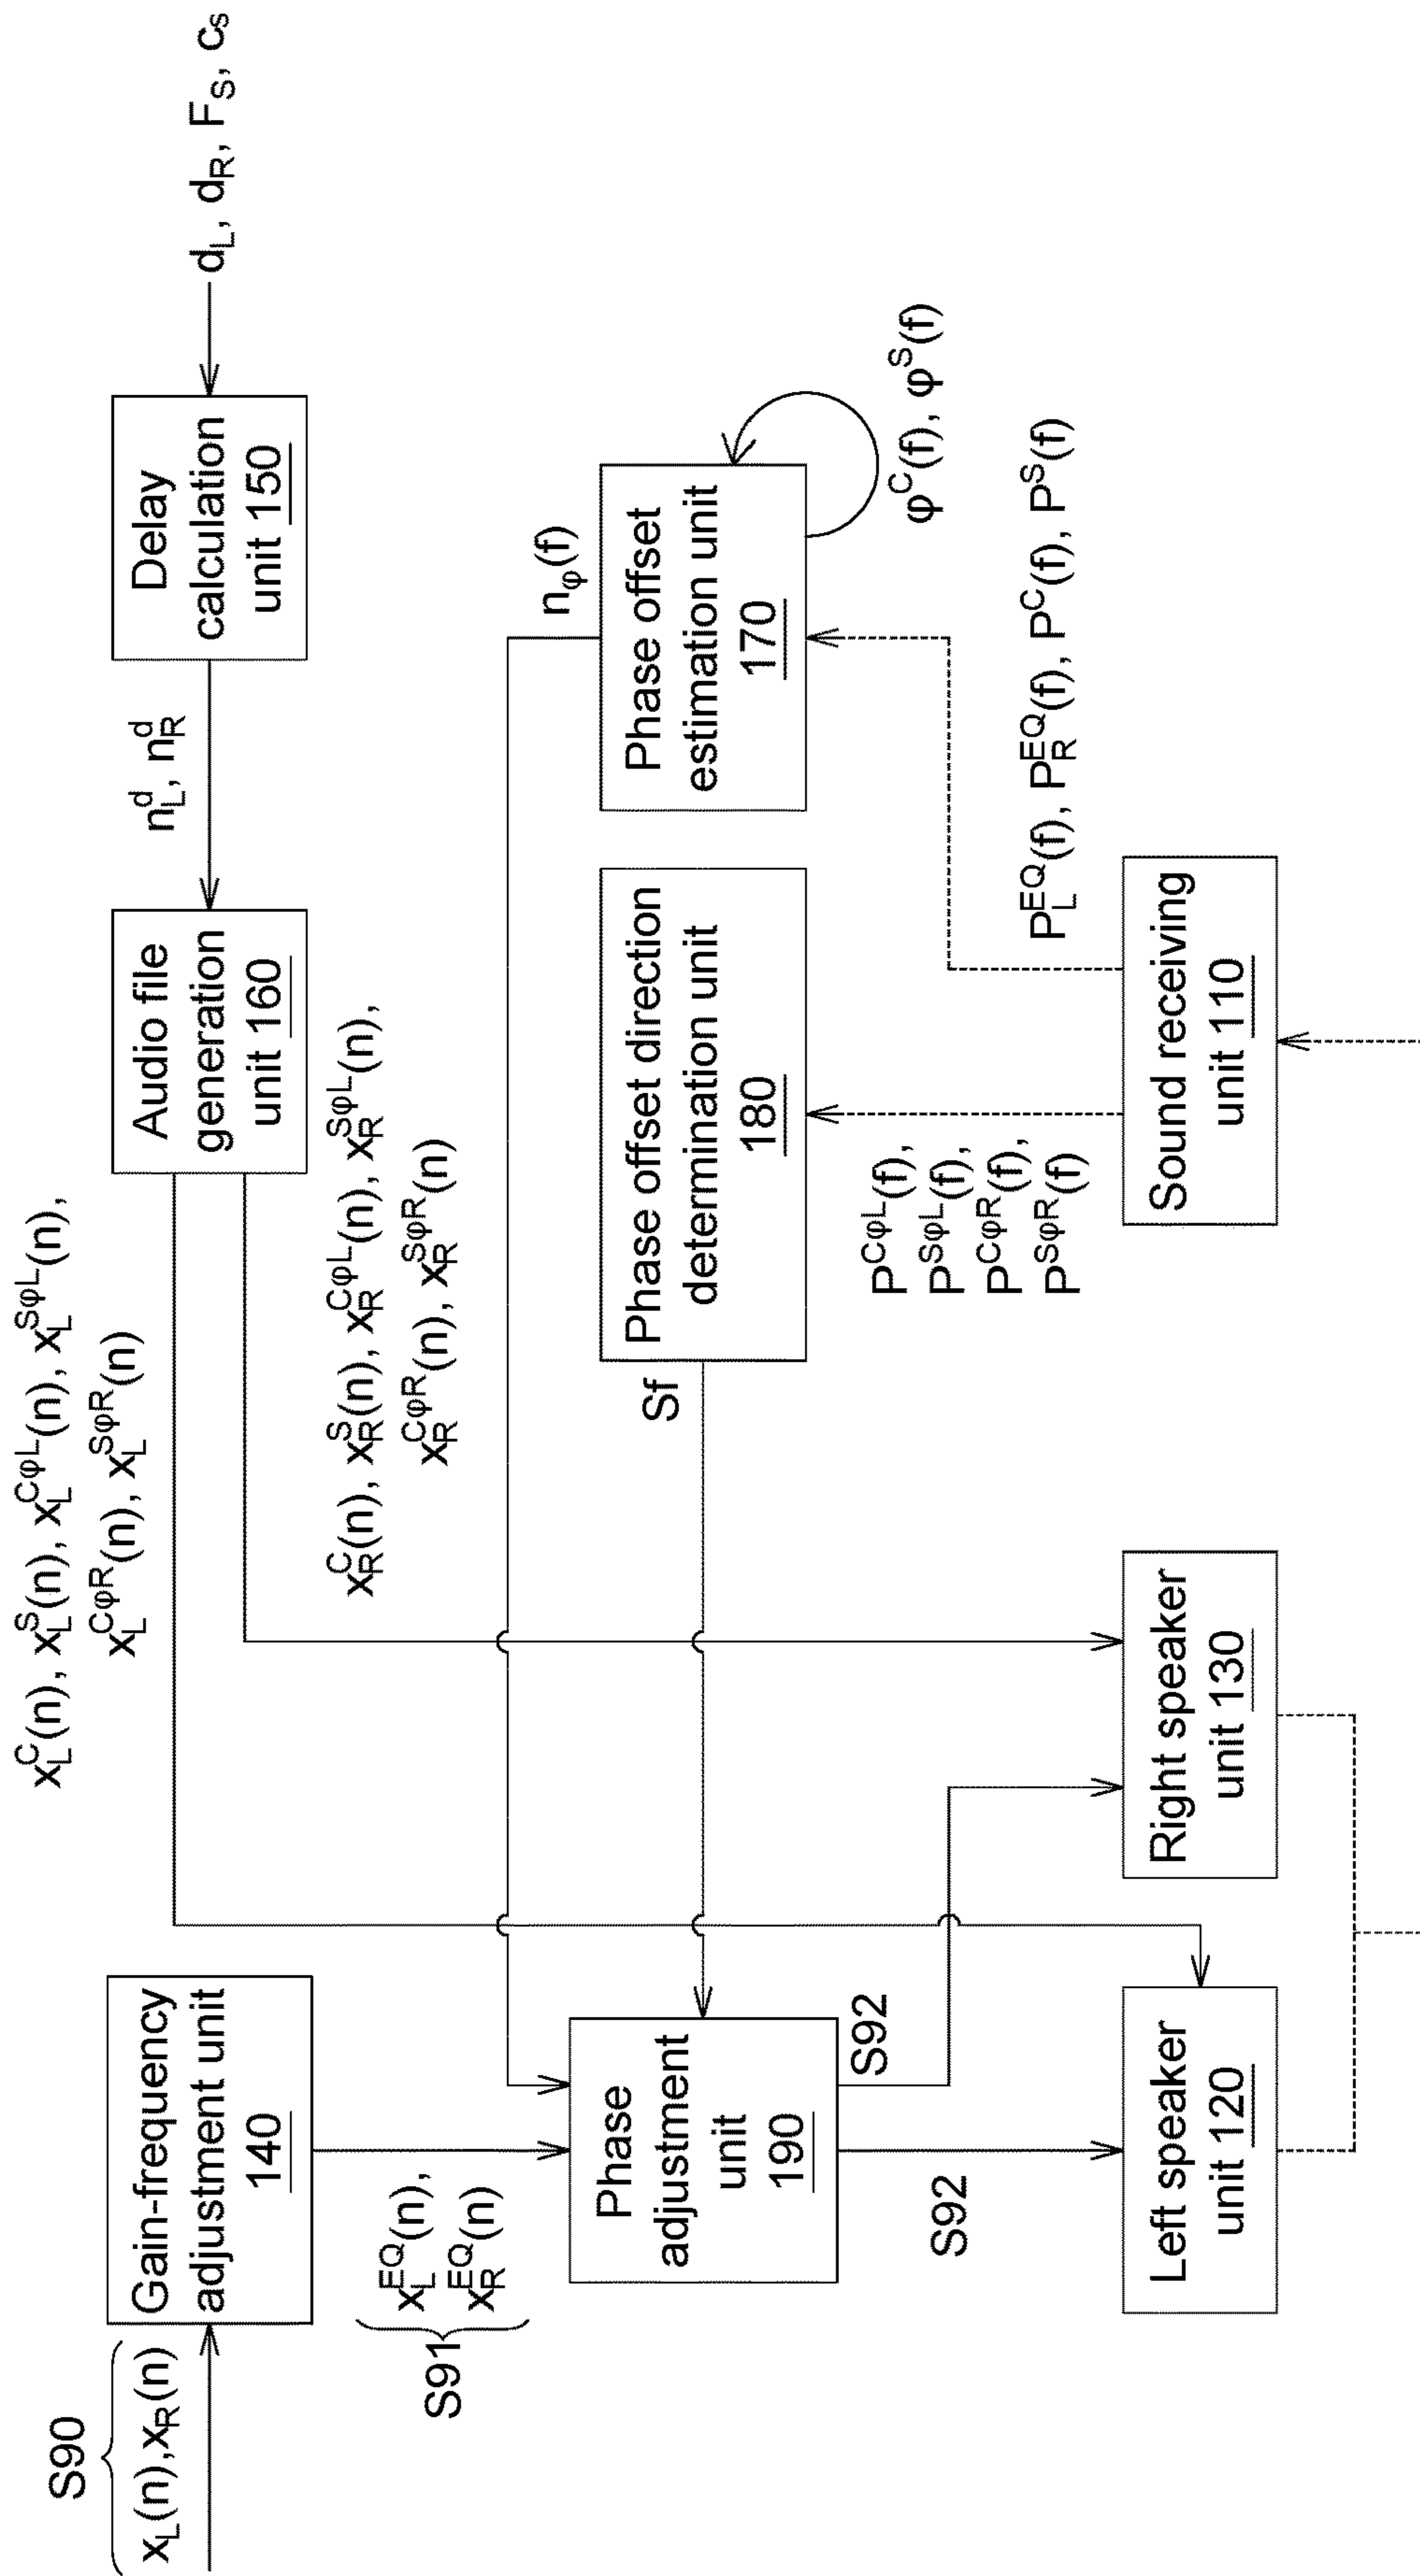 S90
x_L(n),x_R(n)
Gain-frequency
adjustment unit
140
x_L^C(n), x_L^S(n), x_L^CφL(n), x_L^SφL(n),
x_L^CφR(n), x_L^SφR(n)
Audio file
generation
unit 160
n_L^d, n_R^d
Delay
calculation
unit 150
d_L, d_R, F_S, c_s
S91
x_L^EQ(n),
x_R^EQ(n)
x_R^C(n), x_R^S(n), x_R^CφL(n), x_R^SφL(n),
x_R^CφR(n), x_R^SφR(n)
n_φ(f)
Phase
adjustment
unit
190
Sf
Phase offset direction
determination unit
180
Phase offset
estimation unit
170
φ^C(f), φ^S(f)
S92
S92
P^CφL(f),
P^SφL(f),
P^CφR(f),
P^SφR(f)
P_L^EQ(f), P_R^EQ(f), P^C(f), P^S(f)
Left speaker
unit 120
Right speaker
unit 130
Sound receiving
unit 110